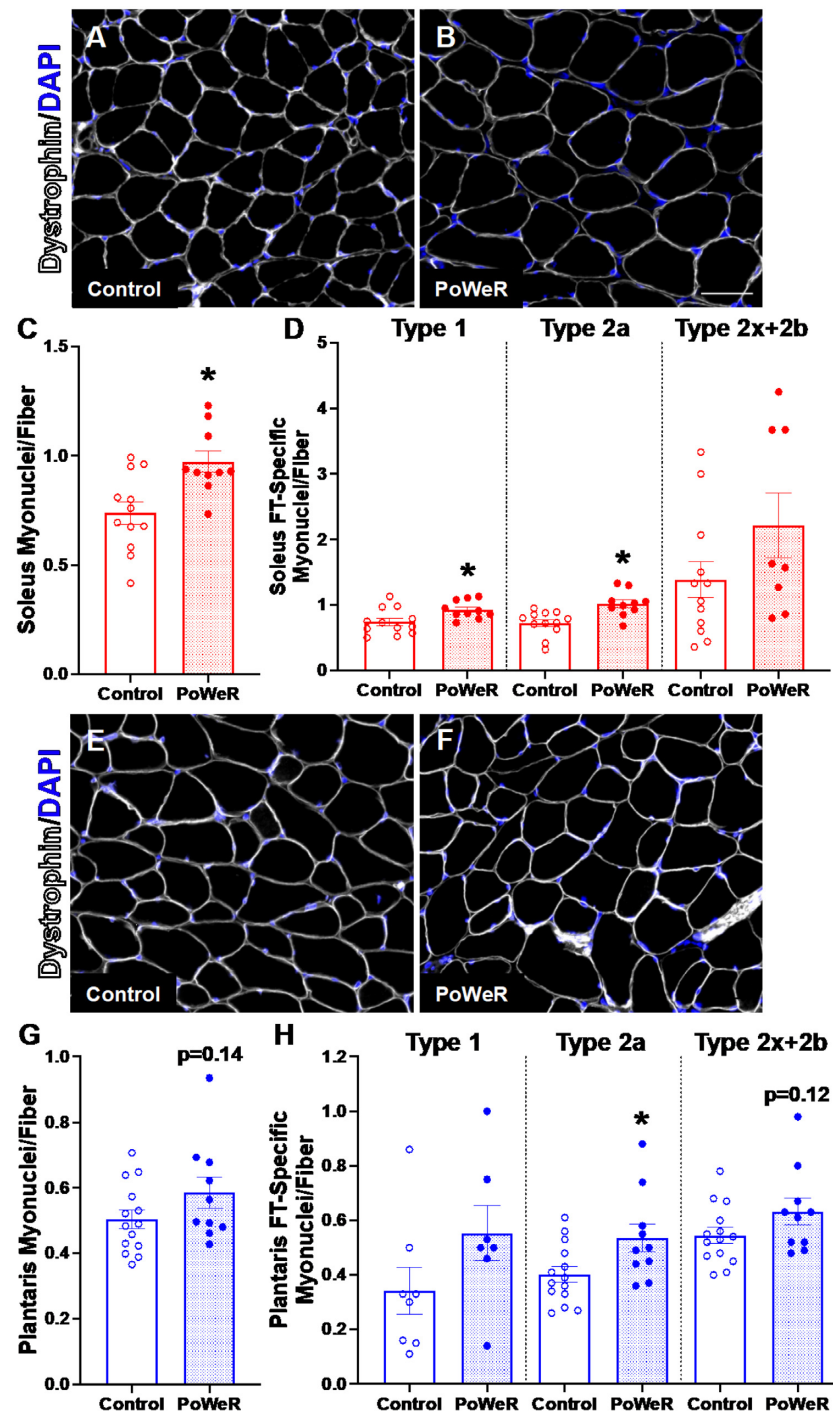 A
B
Dystrophin/DAPI
Control
PoWeR
C
D
Type 1
Type 2a
Type 2x+2b
Soleus Myonuclei/Fiber
1.5
1.0
0.5
0.0
*
Control
PoWeR
Soleus FT-Specific
Myonuclei/Fiber
5
4
3
2
1
0
*
*
Control
PoWeR
Control
PoWeR
Control
PoWeR
E
F
Dystrophin/DAPI
Control
PoWeR
G
H
Type 1
Type 2a
Type 2x+2b
Plantaris Myonuclei/Fiber
1.0
0.8
0.6
0.4
0.2
0.0
p=0.14
Control
PoWeR
Plantaris FT-Specific
Myonuclei/Fiber
1.2
1.0
0.8
0.6
0.4
0.2
0.0
*
p=0.12
Control
PoWeR
Control
PoWeR
Control
PoWeR